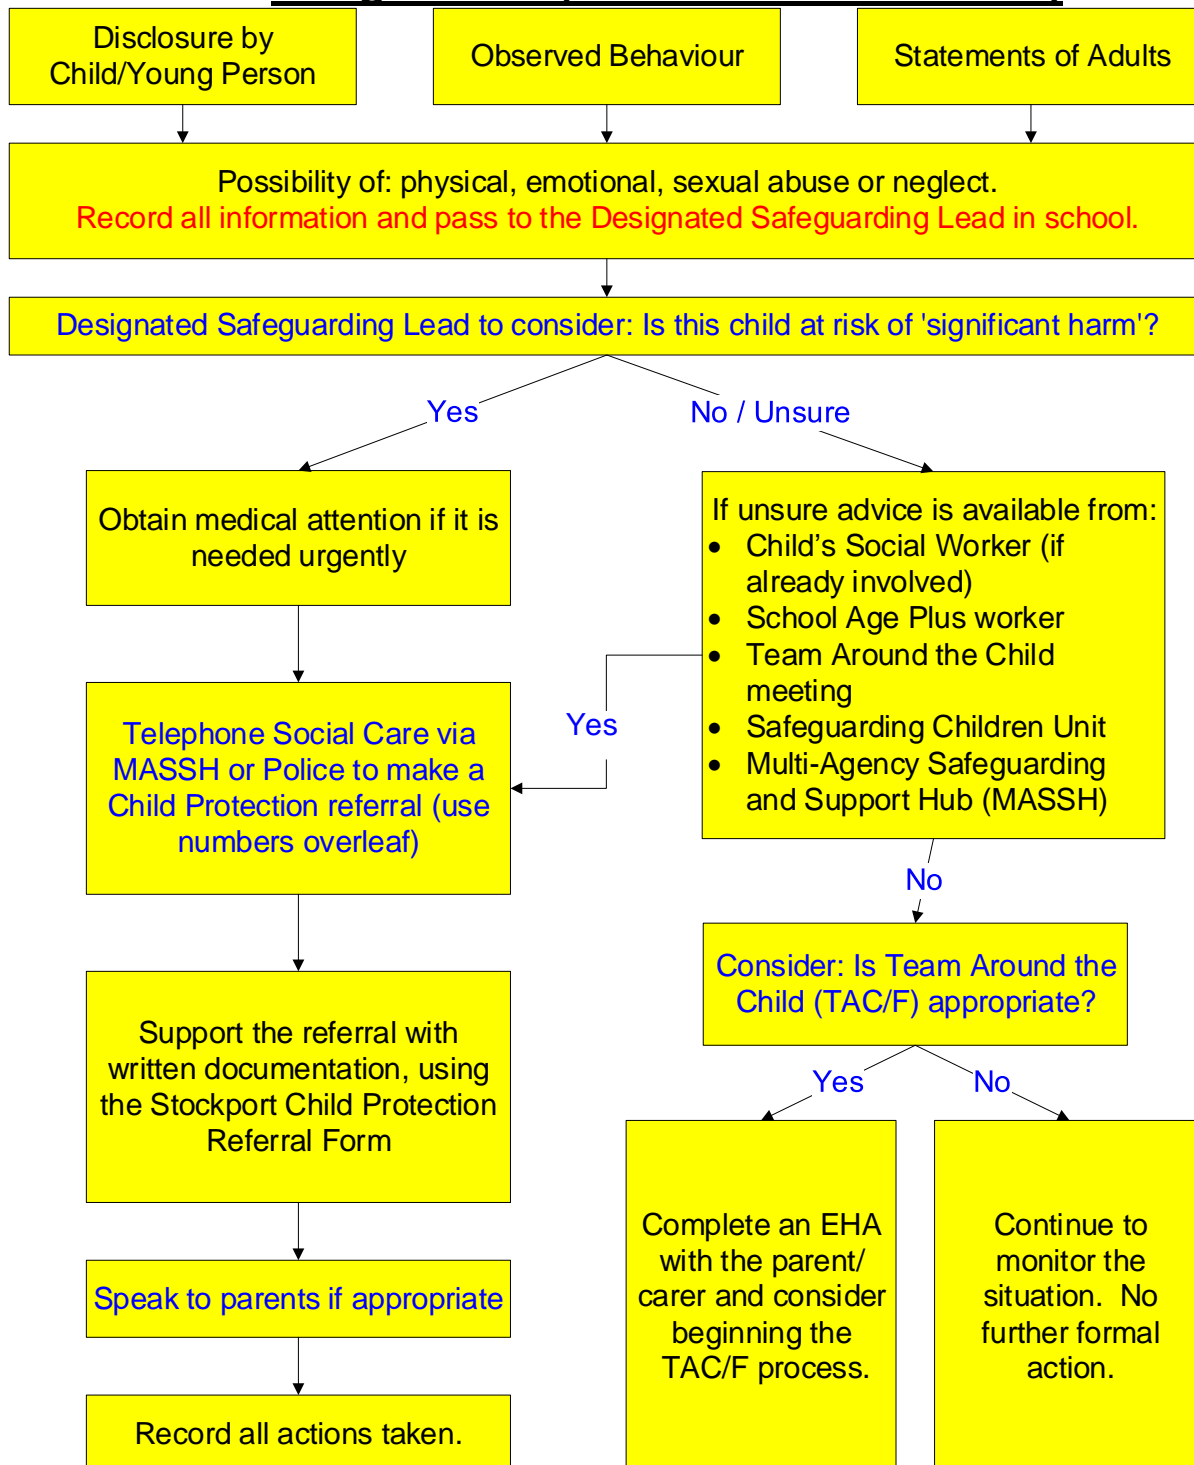 Disclosure by
Child/Young Person
Observed Behaviour
Statements of Adults
Possibility of: physical, emotional, sexual abuse or neglect.
Record all information and pass to the Designated Safeguarding Lead in school.
Designated Safeguarding Lead to consider: Is this child at risk of 'significant harm'?
Yes
No / Unsure
Obtain medical attention if it is
needed urgently
If unsure advice is available from:
• Child’s Social Worker (if
already involved)
• School Age Plus worker
• Team Around the Child
meeting
• Safeguarding Children Unit
• Multi-Agency Safeguarding
and Support Hub (MASSH)
Yes
Telephone Social Care via
MASSH or Police to make a
Child Protection referral (use
numbers overleaf)
No
Consider: Is Team Around the
Child (TAC/F) appropriate?
Support the referral with
written documentation, using
the Stockport Child Protection
Referral Form
Yes
No
Complete an EHA
with the parent/
carer and consider
beginning the
TAC/F process.
Continue to
monitor the
situation.  No
further formal
action.
Speak to parents if appropriate
Record all actions taken.